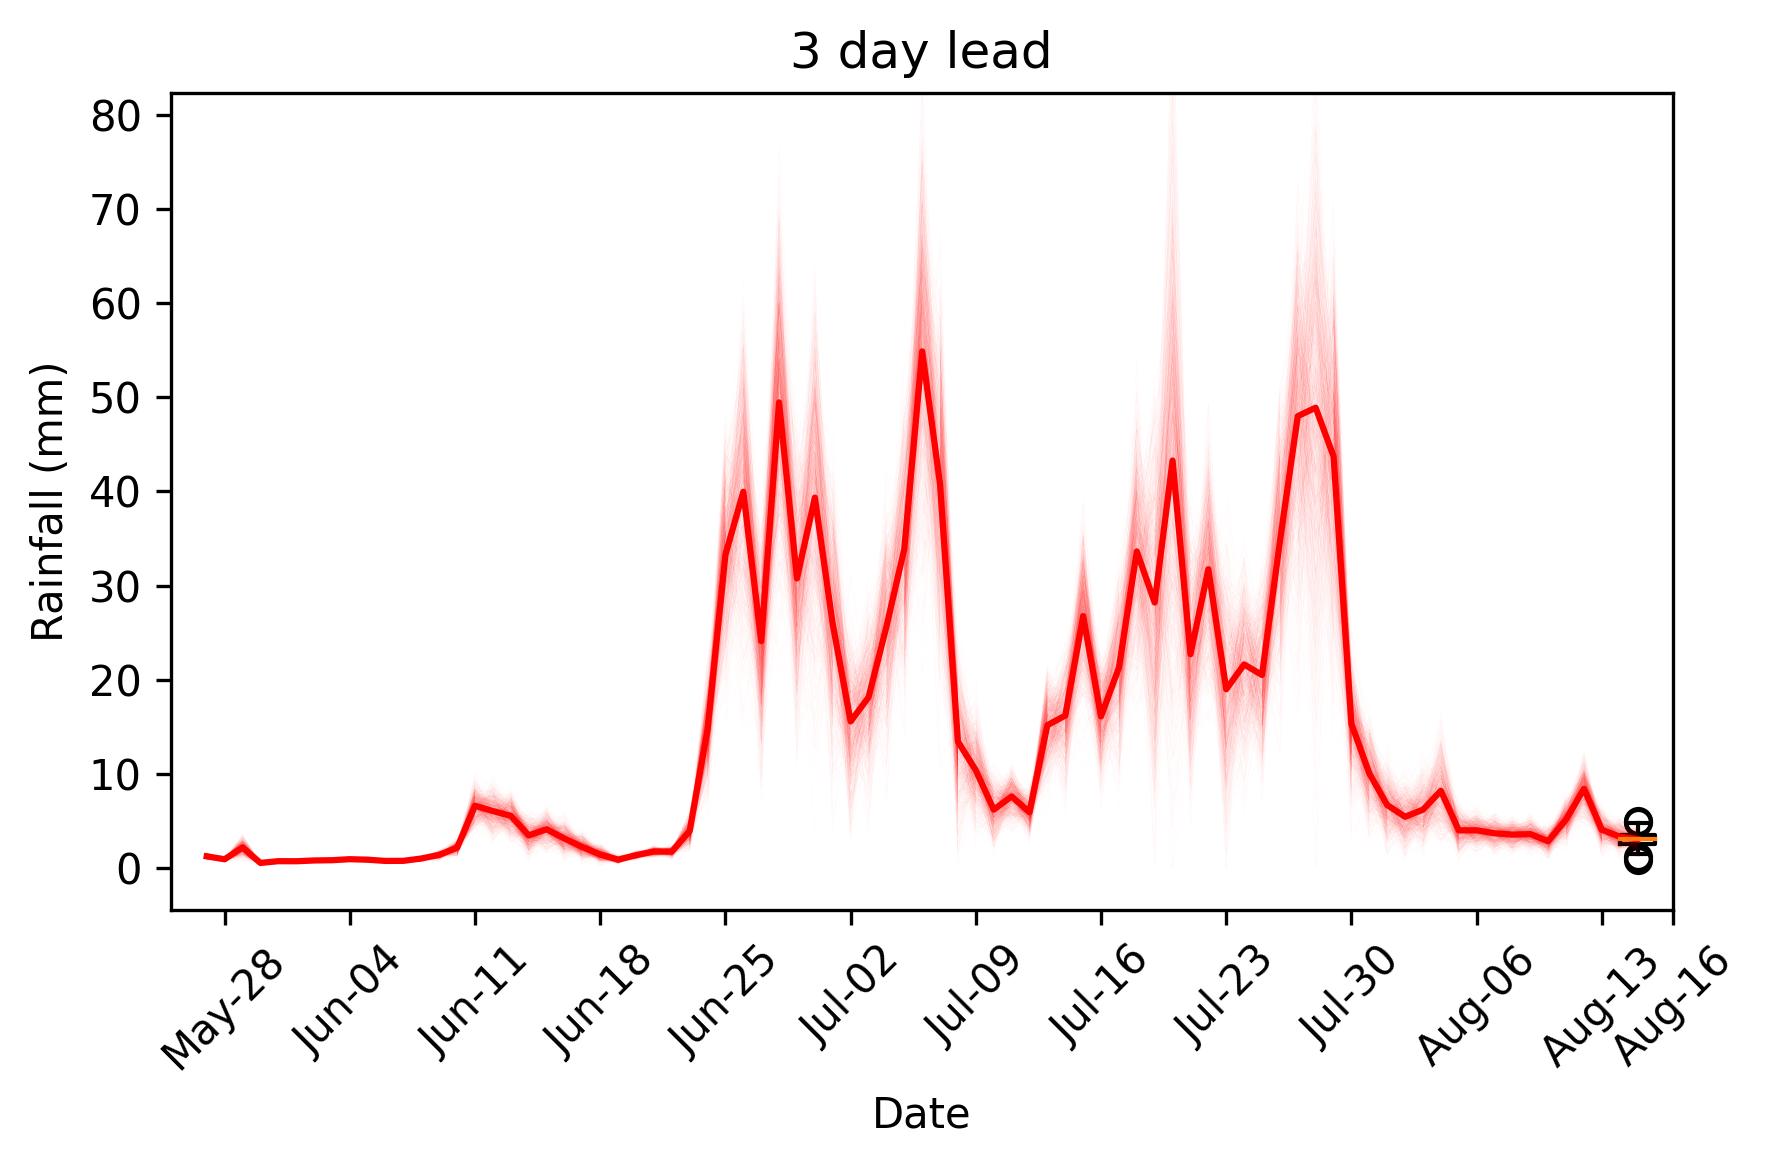 3 day lead
80
70
60
50
40
30
20
10
0
Rainfall (mm)
May-28
Jun-04
Jun-11
Jun-18
Jun-25
Jul-02
Jul-09
Jul-16
Jul-23
Jul-30
Aug-06
Aug-13
Aug-16
Date